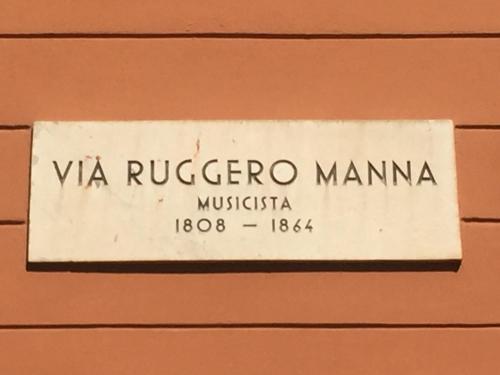 VIA RUGGERO MANNA
MUSICISTA
1808 — 1864